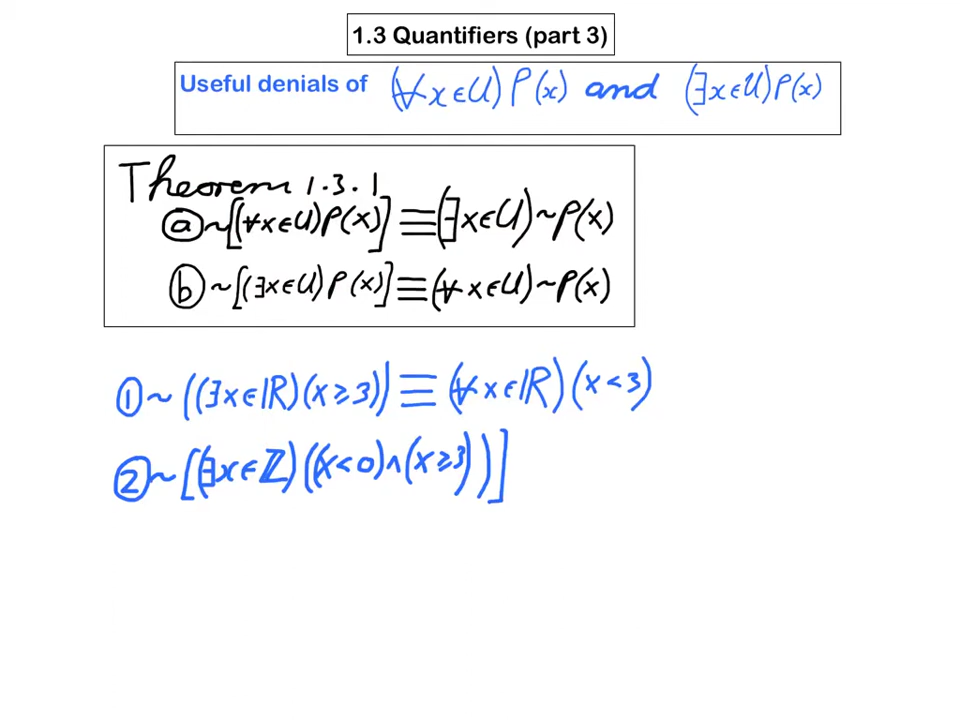 1.3 Quantifiers (part 3)
Useful denials of (∀x∈U)P(x) and (∃x∈U)P(x)
Theorem 1.3.1
ⓐ ~[(∀x∈U)P(x)] ≡ (∃x∈U)~P(x)
ⓑ ~[(∃x∈U)P(x)] ≡ (∀x∈U)~P(x)
① ~((∃x∈ℝ)(x≥3)) ≡ (∀x∈ℝ)(x<3)
② ~[(∃x∈ℤ)((x<0)∧(x≥3))]